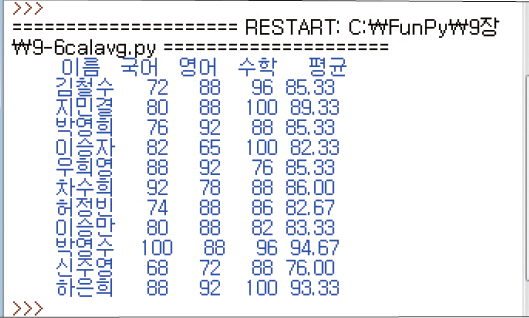 >>>
===================== RESTART: C:₩FunPy₩9장
₩9-6calavg.py =====================
이름 국어 영어 수학 평균
김철수 72 88 96 85.33
지민결 80 88 100 89.33
박영희 76 92 88 85.33
이승자 82 65 100 82.33
우희영 88 92 76 85.33
차수희 92 78 88 86.00
허정빈 74 88 86 82.67
이승만 80 88 82 83.33
박영수 100 88 96 94.67
신주영 68 72 88 76.00
하은희 88 92 100 93.33
>>>